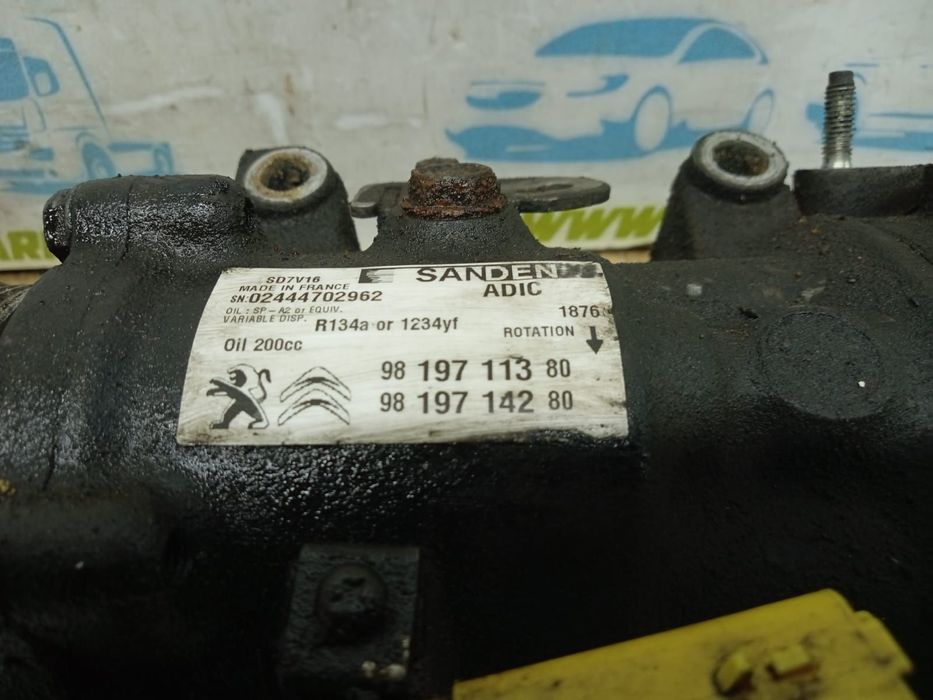 SD7V16
SANDEN
MADE IN FRANCE
ADIC
SN:02444702962
OIL : SP – A2 or EQUIV.
VARIABLE DISP.
R134a or 1234yf
1876
ROTATION
Oil 200cc
98 197 113 80
98 197 142 80